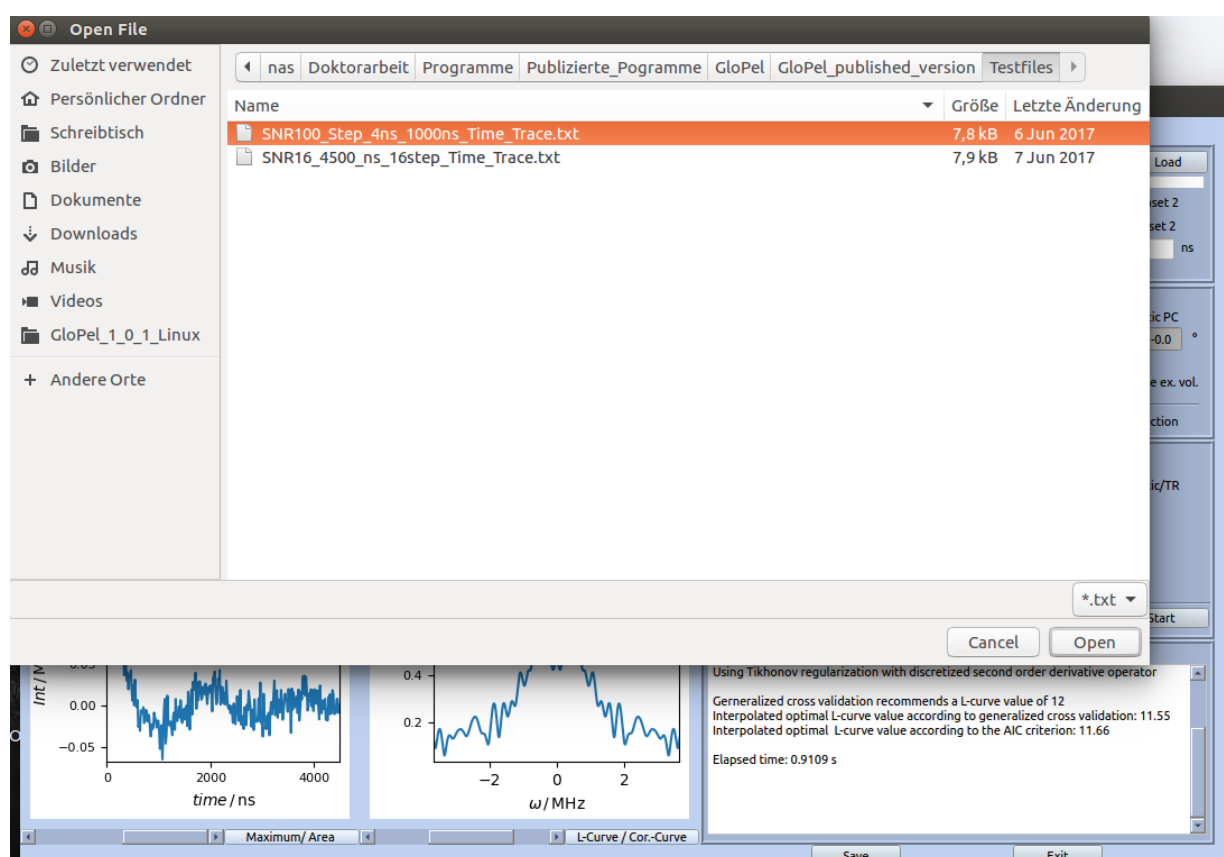 Open File
Zuletzt verwendet
Persönlicher Ordner
Schreibtisch
Bilder
Dokumente
Downloads
Musik
Videos
GloPel_1_0_1_Linux
+ Andere Orte
nas Doktorarbeit Programme Publizierte_Pogramme GloPel GloPel_published_version Testfiles
Name Größe Letzte Änderung
SNR100_Step_4ns_1000ns_Time_Trace.txt 7,8 kB 6 Jun 2017
SNR16_4500_ns_16step_Time_Trace.txt 7,9 kB 7 Jun 2017
*.txt
Cancel Open
Load
set 2
set 2
ns
tic PC
-0.0 °
e ex. vol.
ction
tic/TR
Start
Int / M
0.05
0.00
−0.05
0 2000 4000
time / ns
0.4
0.2
−2 0 2
ω / MHz
Maximum/ Area
L-Curve / Cor.-Curve
Using Tikhonov regularization with discretized second order derivative operator
Gerneralized cross validation recommends a L-curve value of 12
Interpolated optimal L-curve value according to generalized cross validation: 11.55
Interpolated optimal L-curve value according to the AIC criterion: 11.66
Elapsed time: 0.9109 s
Save Exit